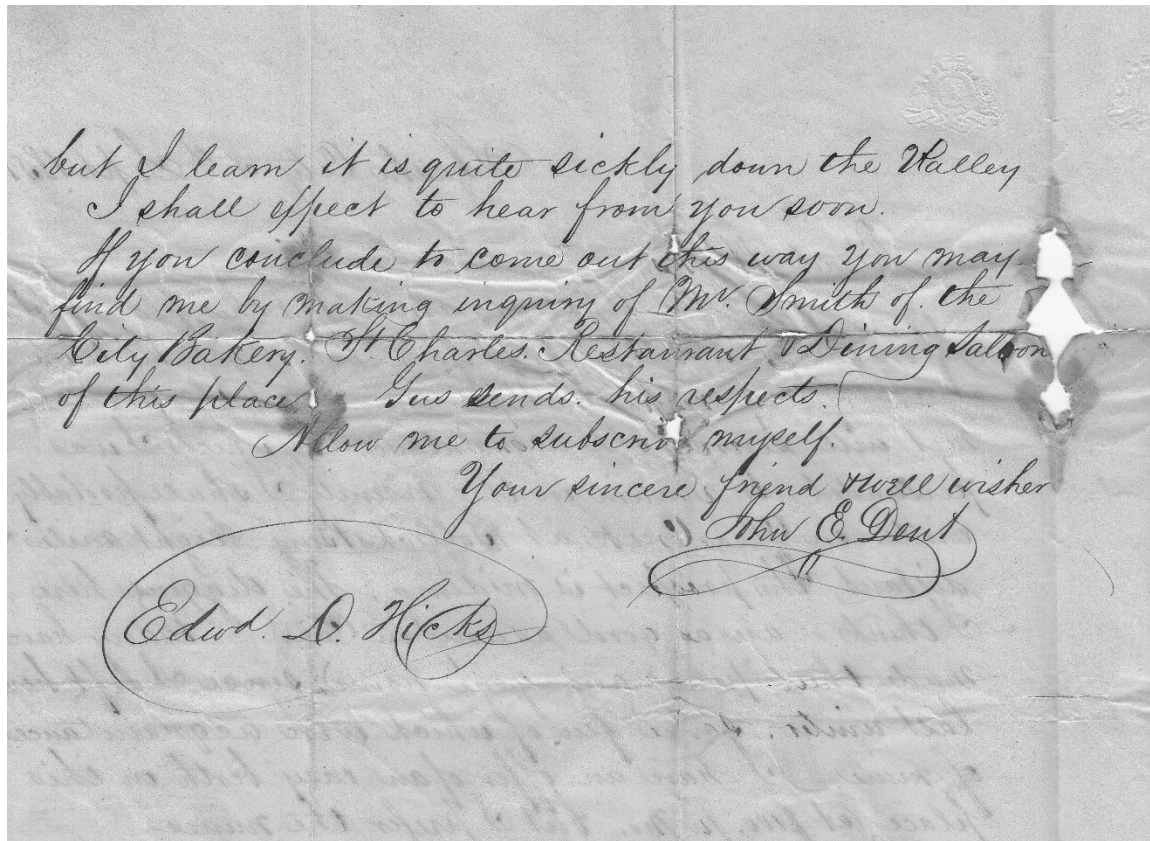 but I learn it is quite sickly down the Valley
I shall expect to hear from you soon.
If you conclude to come out this way you may
find me by making inquiry of Mr. Smith of the
City Bakery. St Charles. Restaurant & Dining Saloon
of this place Gus sends. his respects.
Allow me to subscribe myself.
Your sincere friend & well wisher
John E. Dent
Edwd. D. Hicks